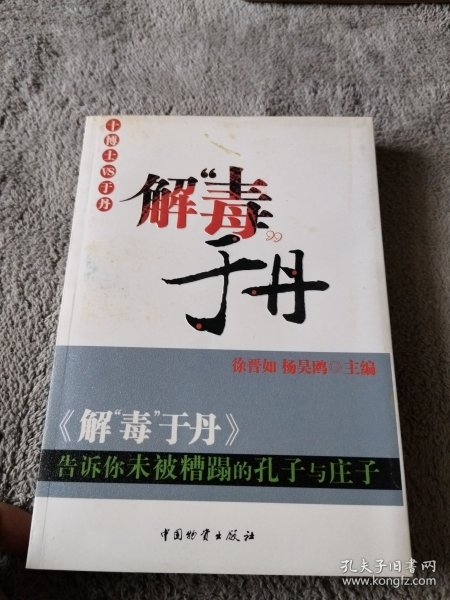 十博士VS于丹
解“毒”
于丹
徐晋如 杨昊鸥◎主编
《解“毒”于丹》
告诉你未被糟蹋的孔子与庄子
中国物资出版社
孔夫子旧书网
www.kongfz.com